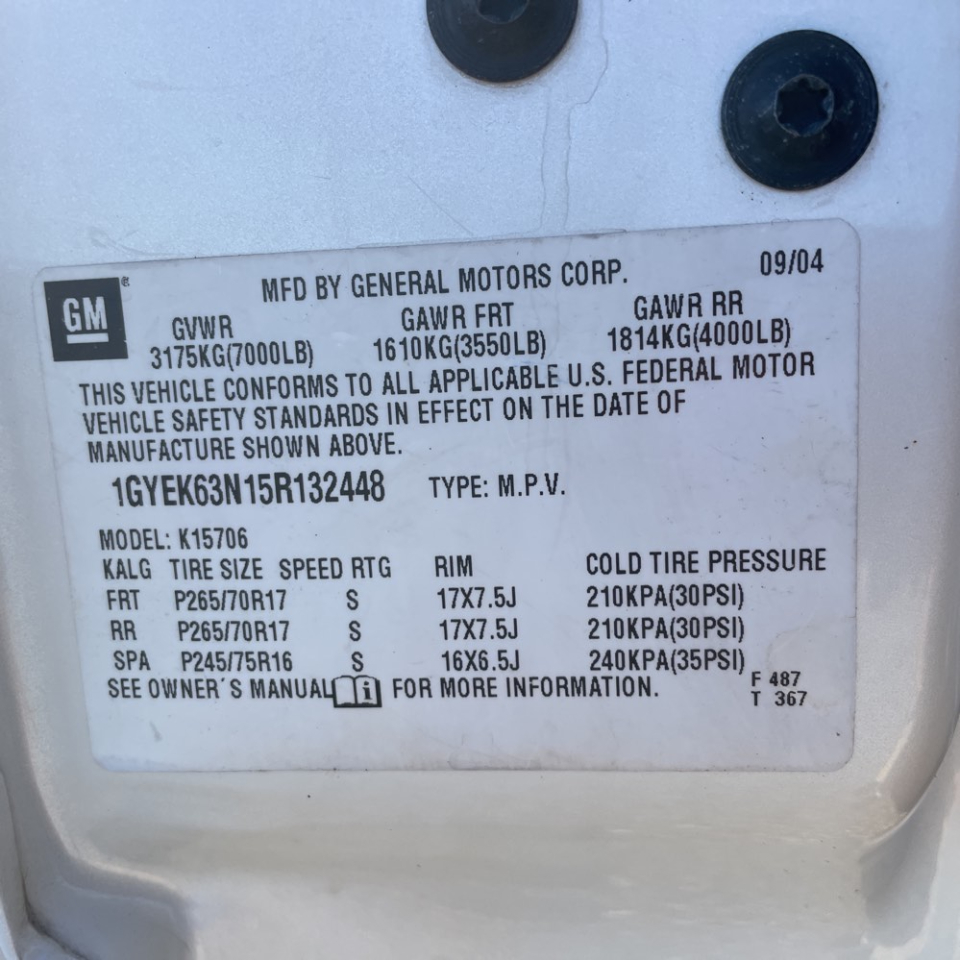 GM ®
MFD BY GENERAL MOTORS CORP. 09/04
GVWR GAWR FRT GAWR RR
3175KG(7000LB) 1610KG(3550LB) 1814KG(4000LB)
THIS VEHICLE CONFORMS TO ALL APPLICABLE U.S. FEDERAL MOTOR
VEHICLE SAFETY STANDARDS IN EFFECT ON THE DATE OF
MANUFACTURE SHOWN ABOVE.
1GYEK63N15R132448 TYPE: M.P.V.
MODEL: K15706
KALG TIRE SIZE SPEED RTG RIM COLD TIRE PRESSURE
FRT P265/70R17 S 17X7.5J 210KPA(30PSI)
RR P265/70R17 S 17X7.5J 210KPA(30PSI)
SPA P245/75R16 S 16X6.5J 240KPA(35PSI)
SEE OWNER'S MANUAL i FOR MORE INFORMATION.
F 487
T 367